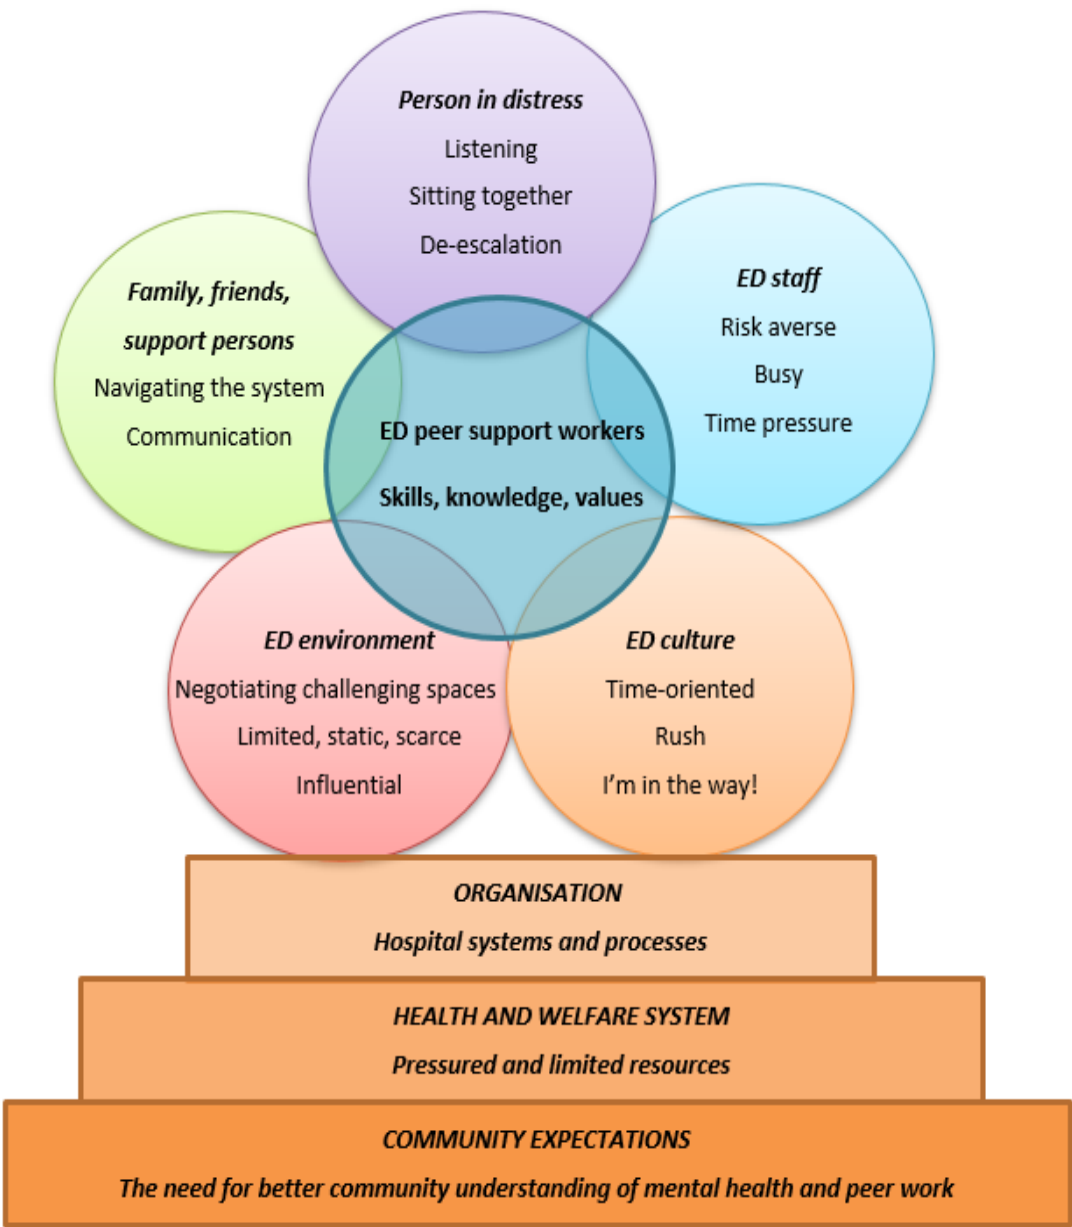 Person in distress
Listening
Sitting together
De-escalation
Family, friends,
support persons
Navigating the system
Communication
ED staff
Risk averse
Busy
Time pressure
ED peer support workers
Skills, knowledge, values
ED environment
Negotiating challenging spaces
Limited, static, scarce
Influential
ED culture
Time-oriented
Rush
I’m in the way!
ORGANISATION
Hospital systems and processes
HEALTH AND WELFARE SYSTEM
Pressured and limited resources
COMMUNITY EXPECTATIONS
The need for better community understanding of mental health and peer work